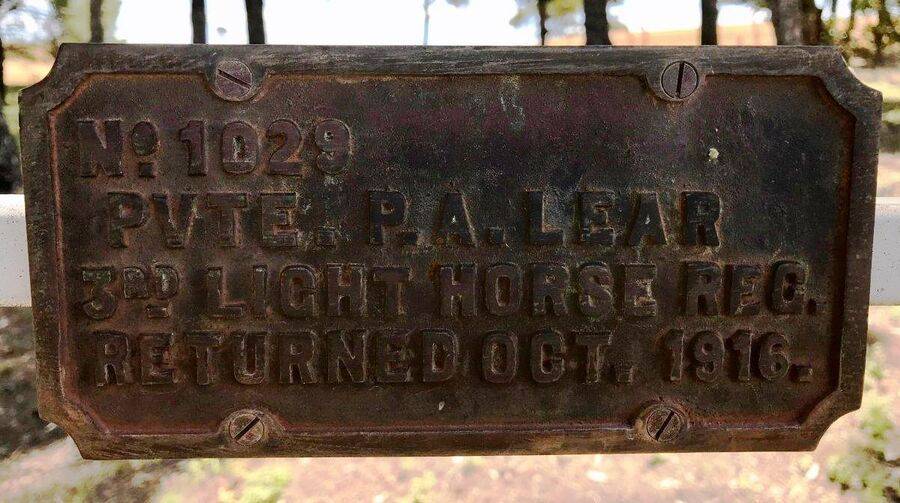 Nº 1029
PVTE. P.A. LEAR
3RD LIGHT HORSE REG.
RETURNED OCT. 1916.